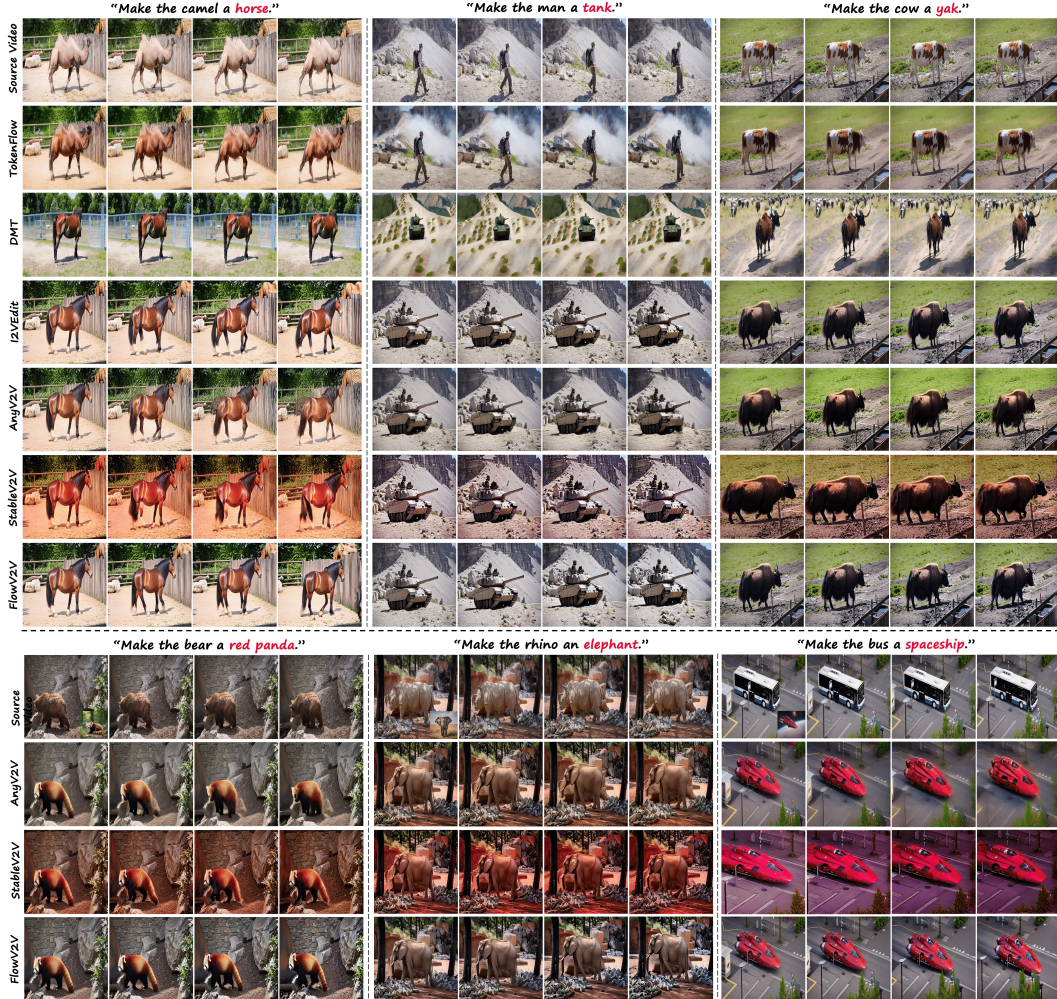 “Make the camel a horse.”
“Make the man a tank.”
“Make the cow a yak.”
Source Video
TokenFlow
DMT
I2VEdit
AnyV2V
StableV2V
FlowV2V
“Make the bear a red panda.”
“Make the rhino an elephant.”
“Make the bus a spaceship.”
Source
Any2V
StableV2V
FlowV2V